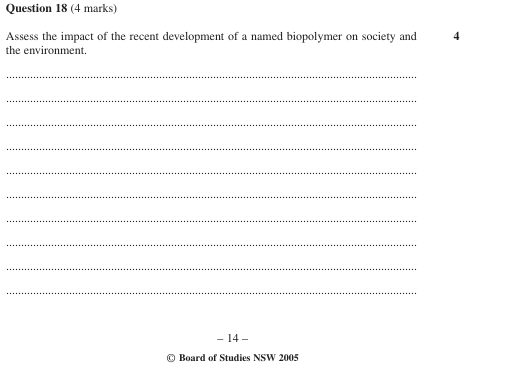 Question 18 (4 marks)
Assess the impact of the recent development of a named biopolymer on society and 4
the environment.
................................................................................
................................................................................
................................................................................
................................................................................
................................................................................
................................................................................
................................................................................
................................................................................
................................................................................
................................................................................
– 14 –
© Board of Studies NSW 2005